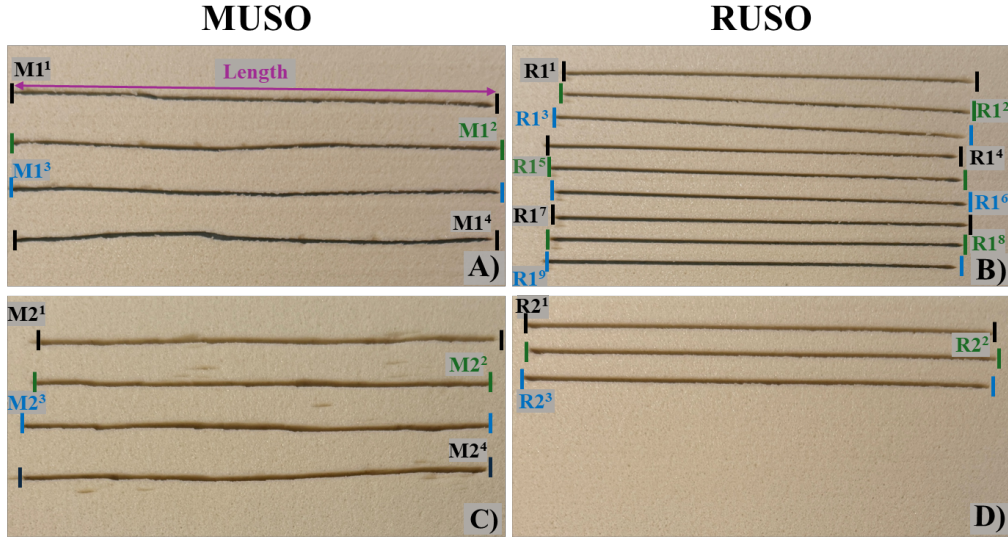 MUSO
RUSO
M1¹
Length
M1²
M1³
M1⁴
A)
R1¹
R1²
R1³
R1⁴
R1⁵
R1⁶
R1⁷
R1⁸
R1⁹
B)
M2¹
M2²
M2³
M2⁴
C)
R2¹
R2²
R2³
D)